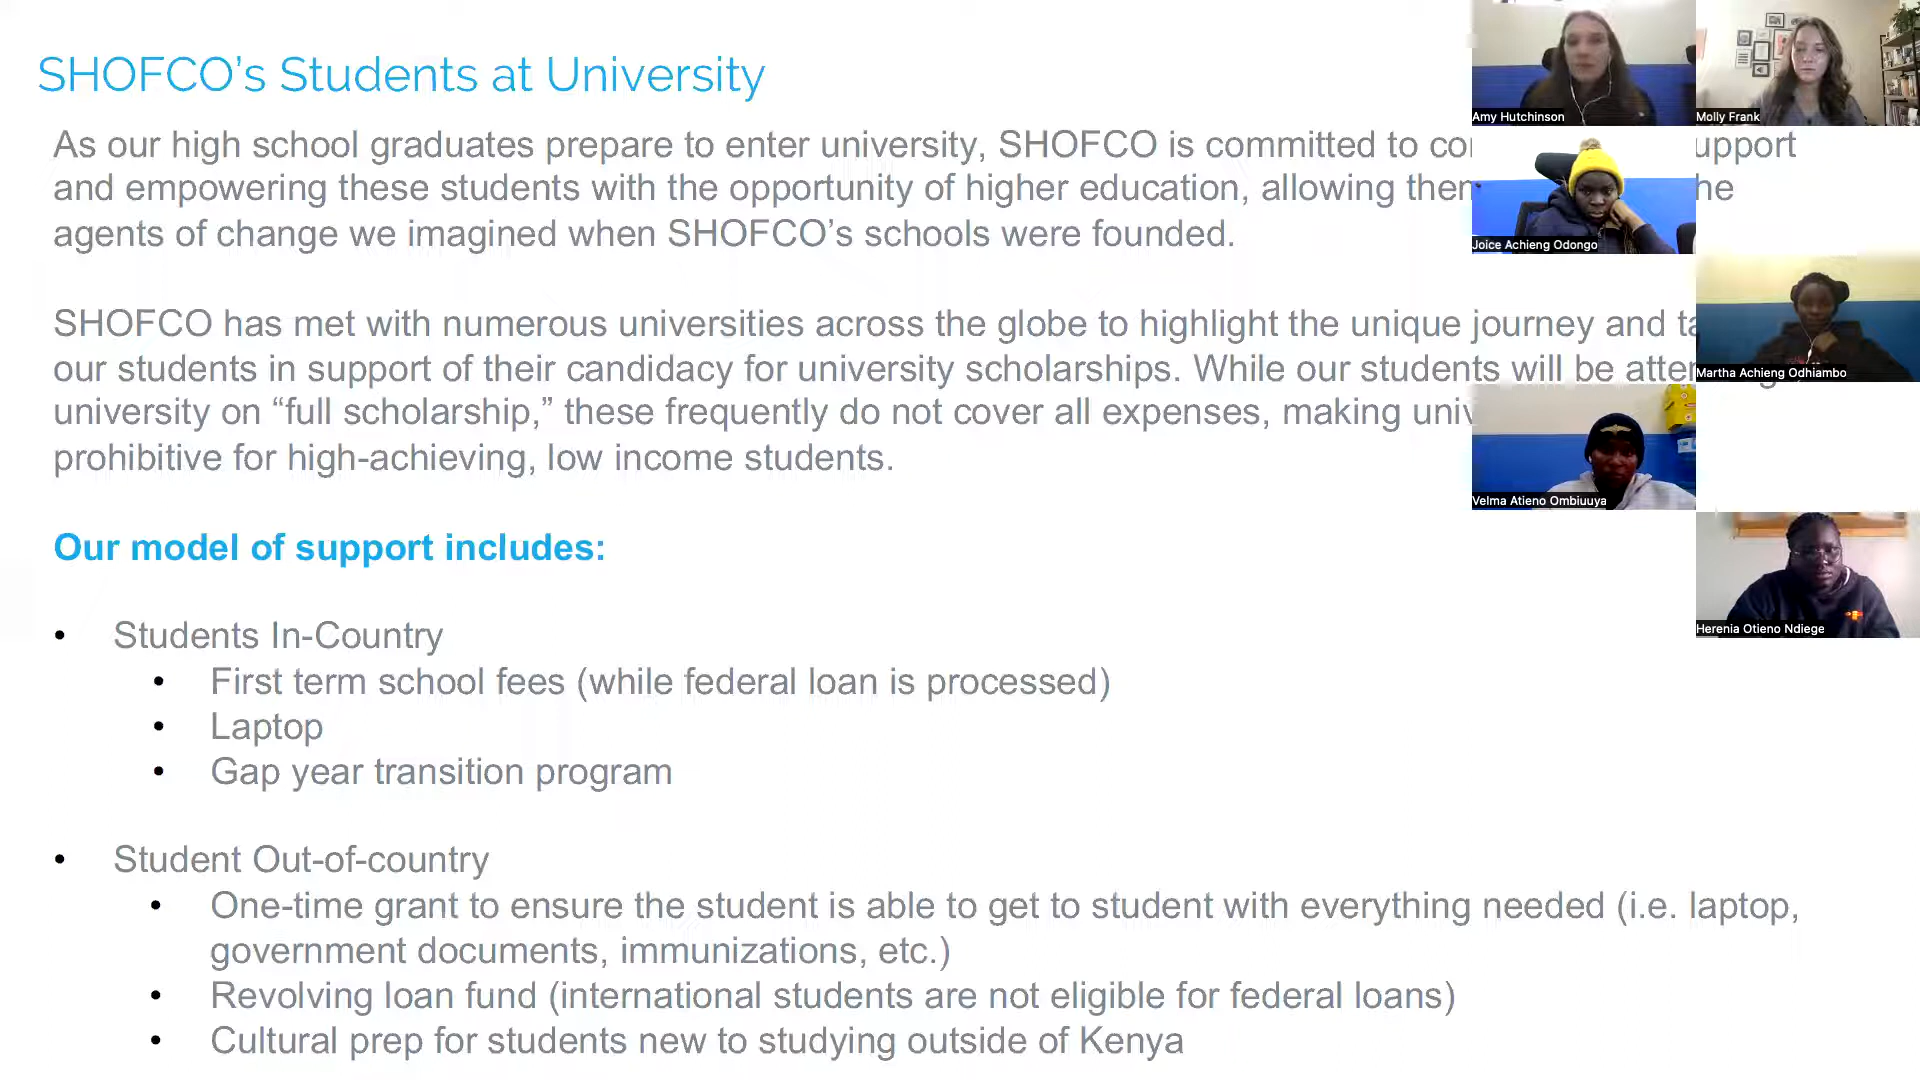 SHOFCO's Students at University
As our high school graduates prepare to enter university, SHOFCO is committed to upport
and empowering these students with the opportunity of higher education, allowing
agents of change we imagined when SHOFCO's schools were founded.
SHOFCO has met with numerous universities across the globe to highlight the unique journey and
our students in support of their candidacy for university scholarships. While our students will be
university on “full scholarship,” these frequently do not cover all expenses, making
prohibitive for high-achieving, low income students.
Our model of support includes:
• Students In-Country
• First term school fees (while federal loan is processed)
• Laptop
• Gap year transition program
• Student Out-of-country
• One-time grant to ensure the student is able to get to student with everything needed (i.e. laptop,
government documents, immunizations, etc.)
• Revolving loan fund (international students are not eligible for federal loans)
• Cultural prep for students new to studying outside of Kenya
Amy Hutchinson
Molly Frank
Joice Achieng Odongo
Martha Achieng Odhiambo
Velma Atieno Ombiuuya
Herenia Otieno Ndiege